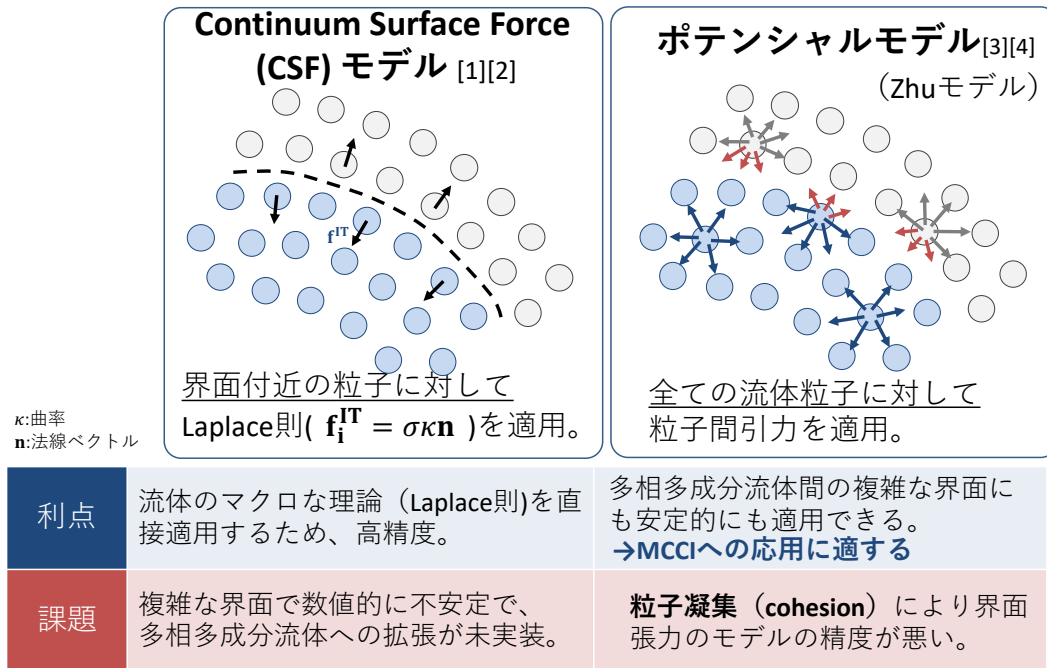 Continuum Surface Force
(CSF) モデル [1][2]
f^IT
界面付近の粒子に対して
Laplace則( f_i^IT = σκn )を適用。
ポテンシャルモデル[3][4]
（Zhuモデル）
全ての流体粒子に対して
粒子間引力を適用。
κ:曲率
n:法線ベクトル
利点
流体のマクロな理論（Laplace則)を直
接適用するため、高精度。
多相多成分流体間の複雑な界面に
も安定的にも適用できる。
→MCCIへの応用に適する
課題
複雑な界面で数値的に不安定で、
多相多成分流体への拡張が未実装。
粒子凝集（cohesion）により界面
張力のモデルの精度が悪い。